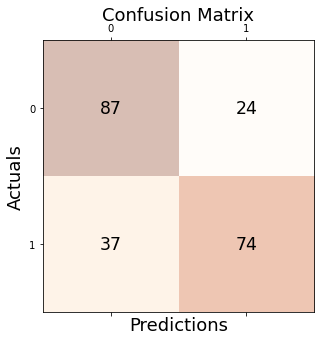 Confusion Matrix
0 1
0 87 24
1 37 74
Actuals
Predictions